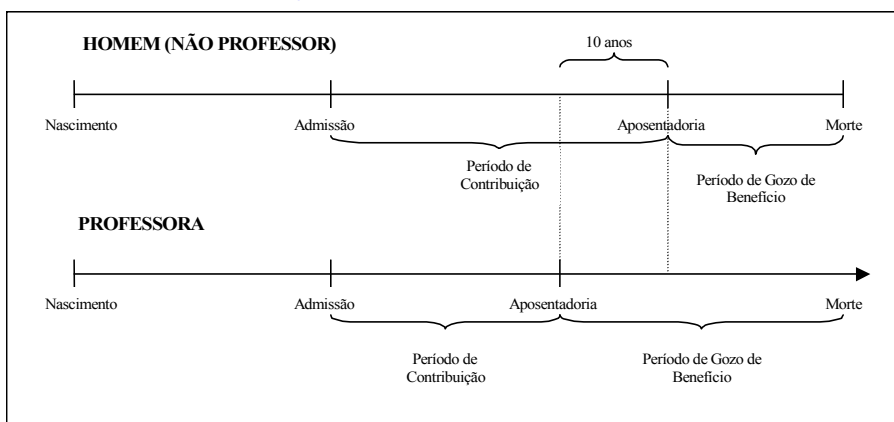 HOMEM (NÃO PROFESSOR)
10 anos
Nascimento
Admissão
Aposentadoria
Morte
Período de
Contribuição
Período de Gozo de
Benefício
PROFESSORA
Nascimento
Admissão
Aposentadoria
Morte
Período de
Contribuição
Período de Gozo de
Benefício